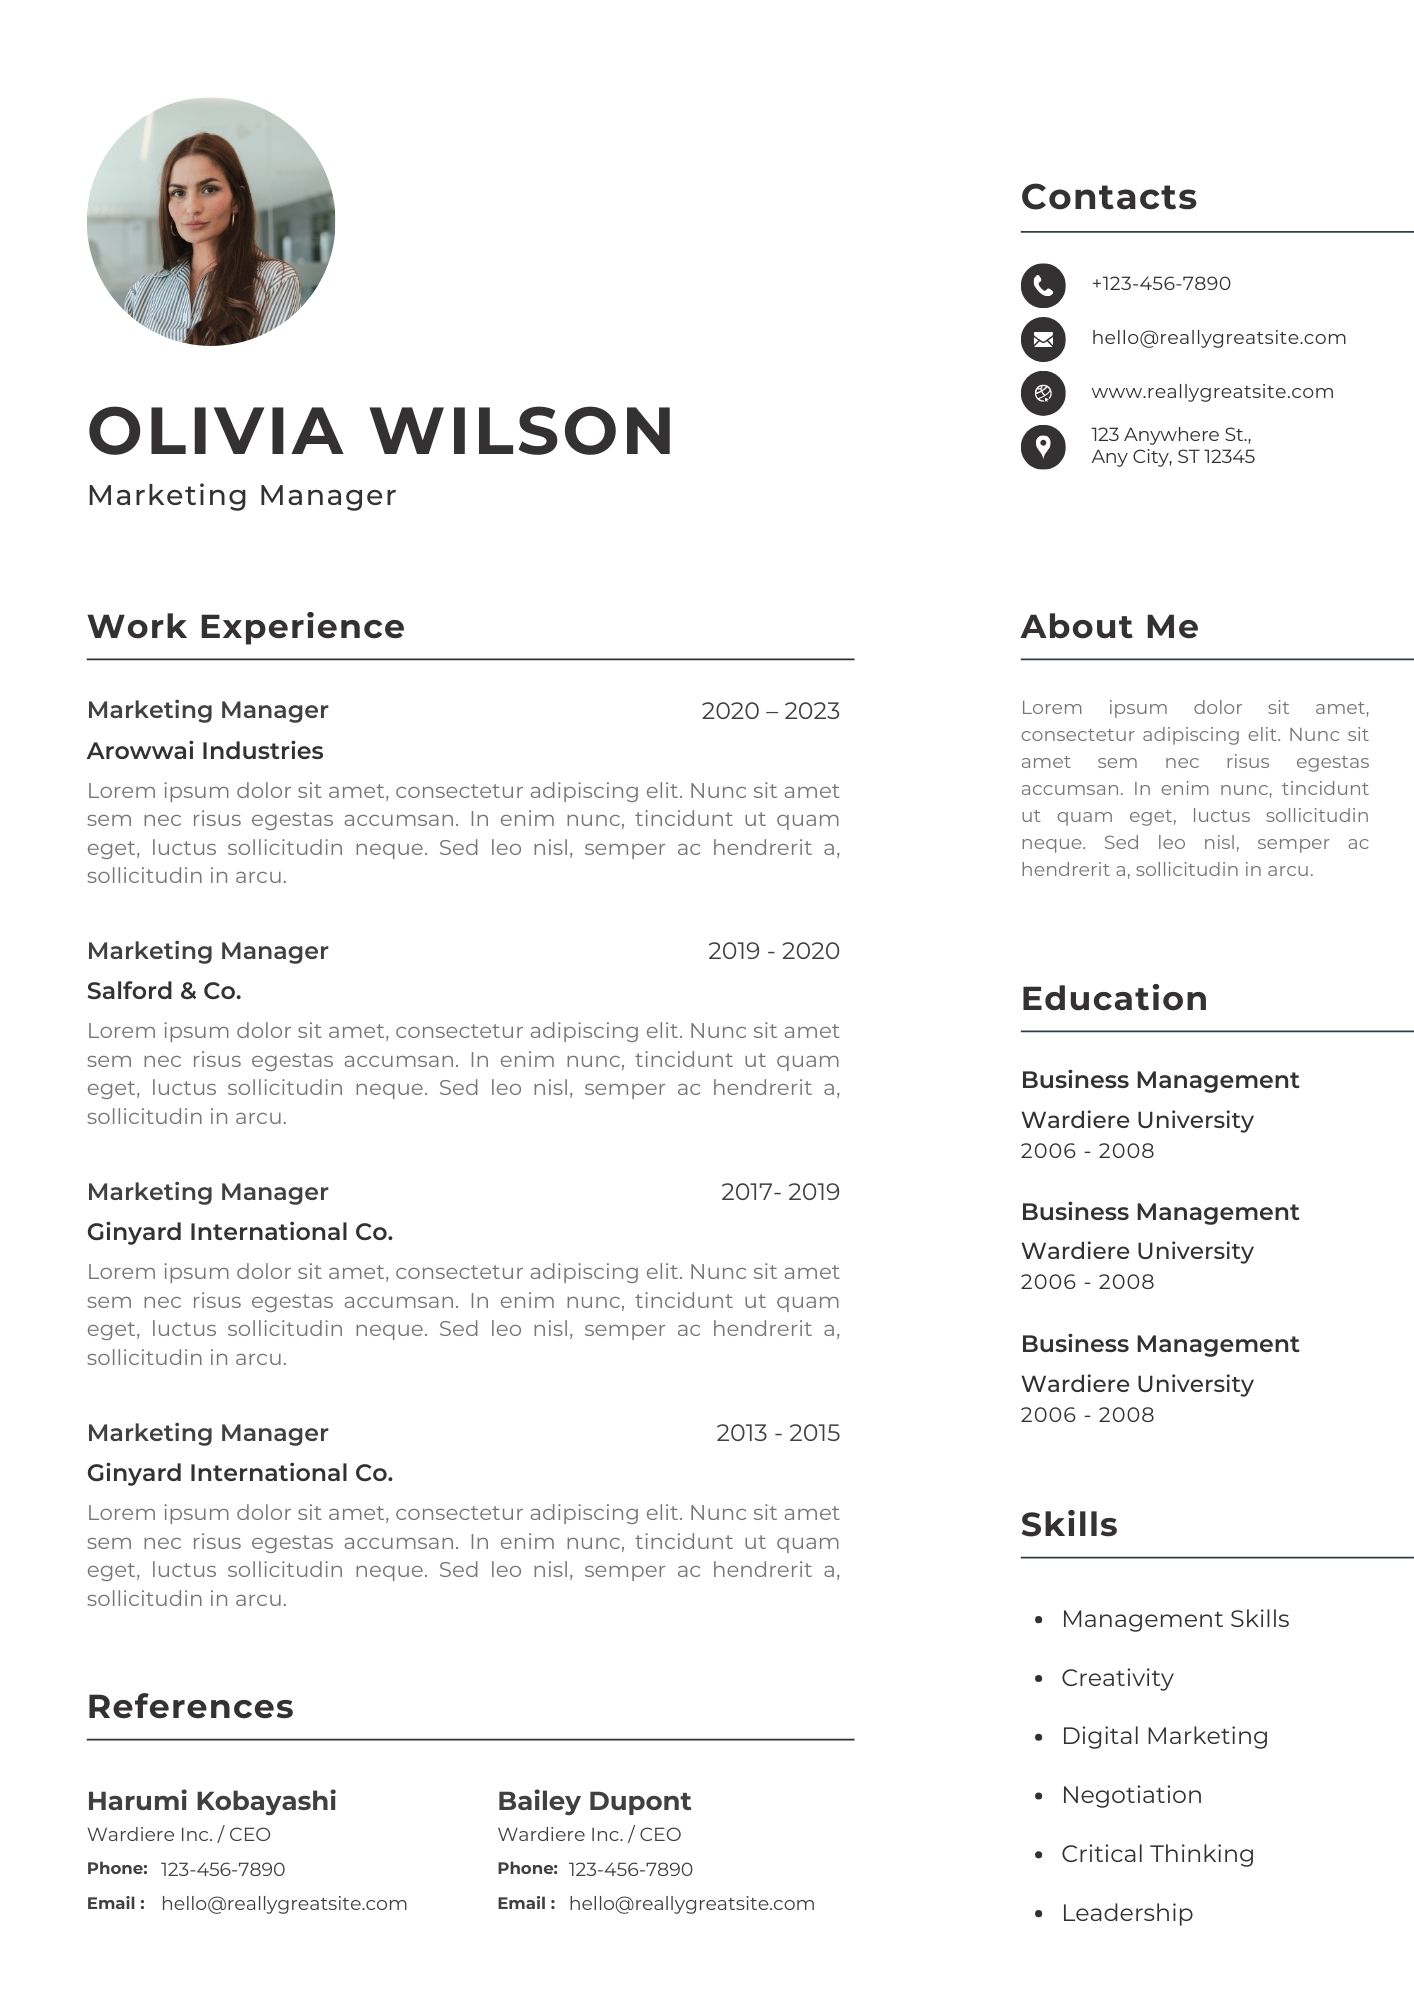 OLIVIA WILSON
Marketing Manager
Contacts
+123-456-7890
hello@reallygreatsite.com
www.reallygreatsite.com
123 Anywhere St.,
Any City, ST 12345
Work Experience
Marketing Manager 2020 – 2023
Arowwai Industries
Lorem ipsum dolor sit amet, consectetur adipiscing elit. Nunc sit amet
sem nec risus egestas accumsan. In enim nunc, tincidunt ut quam
eget, luctus sollicitudin neque. Sed leo nisl, semper ac hendrerit a,
sollicitudin in arcu.
Marketing Manager 2019 - 2020
Salford & Co.
Lorem ipsum dolor sit amet, consectetur adipiscing elit. Nunc sit amet
sem nec risus egestas accumsan. In enim nunc, tincidunt ut quam
eget, luctus sollicitudin neque. Sed leo nisl, semper ac hendrerit a,
sollicitudin in arcu.
Marketing Manager 2017- 2019
Ginyard International Co.
Lorem ipsum dolor sit amet, consectetur adipiscing elit. Nunc sit amet
sem nec risus egestas accumsan. In enim nunc, tincidunt ut quam
eget, luctus sollicitudin neque. Sed leo nisl, semper ac hendrerit a,
sollicitudin in arcu.
Marketing Manager 2013 - 2015
Ginyard International Co.
Lorem ipsum dolor sit amet, consectetur adipiscing elit. Nunc sit amet
sem nec risus egestas accumsan. In enim nunc, tincidunt ut quam
eget, luctus sollicitudin neque. Sed leo nisl, semper ac hendrerit a,
sollicitudin in arcu.
References
Harumi Kobayashi
Wardiere Inc. / CEO
Phone: 123-456-7890
Email : hello@reallygreatsite.com
Bailey Dupont
Wardiere Inc. / CEO
Phone: 123-456-7890
Email : hello@reallygreatsite.com
About Me
Lorem ipsum dolor sit amet,
consectetur adipiscing elit. Nunc sit
amet sem nec risus egestas
accumsan. In enim nunc, tincidunt
ut quam eget, luctus sollicitudin
neque. Sed leo nisl, semper ac
hendrerit a, sollicitudin in arcu.
Education
Business Management
Wardiere University
2006 - 2008
Business Management
Wardiere University
2006 - 2008
Business Management
Wardiere University
2006 - 2008
Skills
• Management Skills
• Creativity
• Digital Marketing
• Negotiation
• Critical Thinking
• Leadership